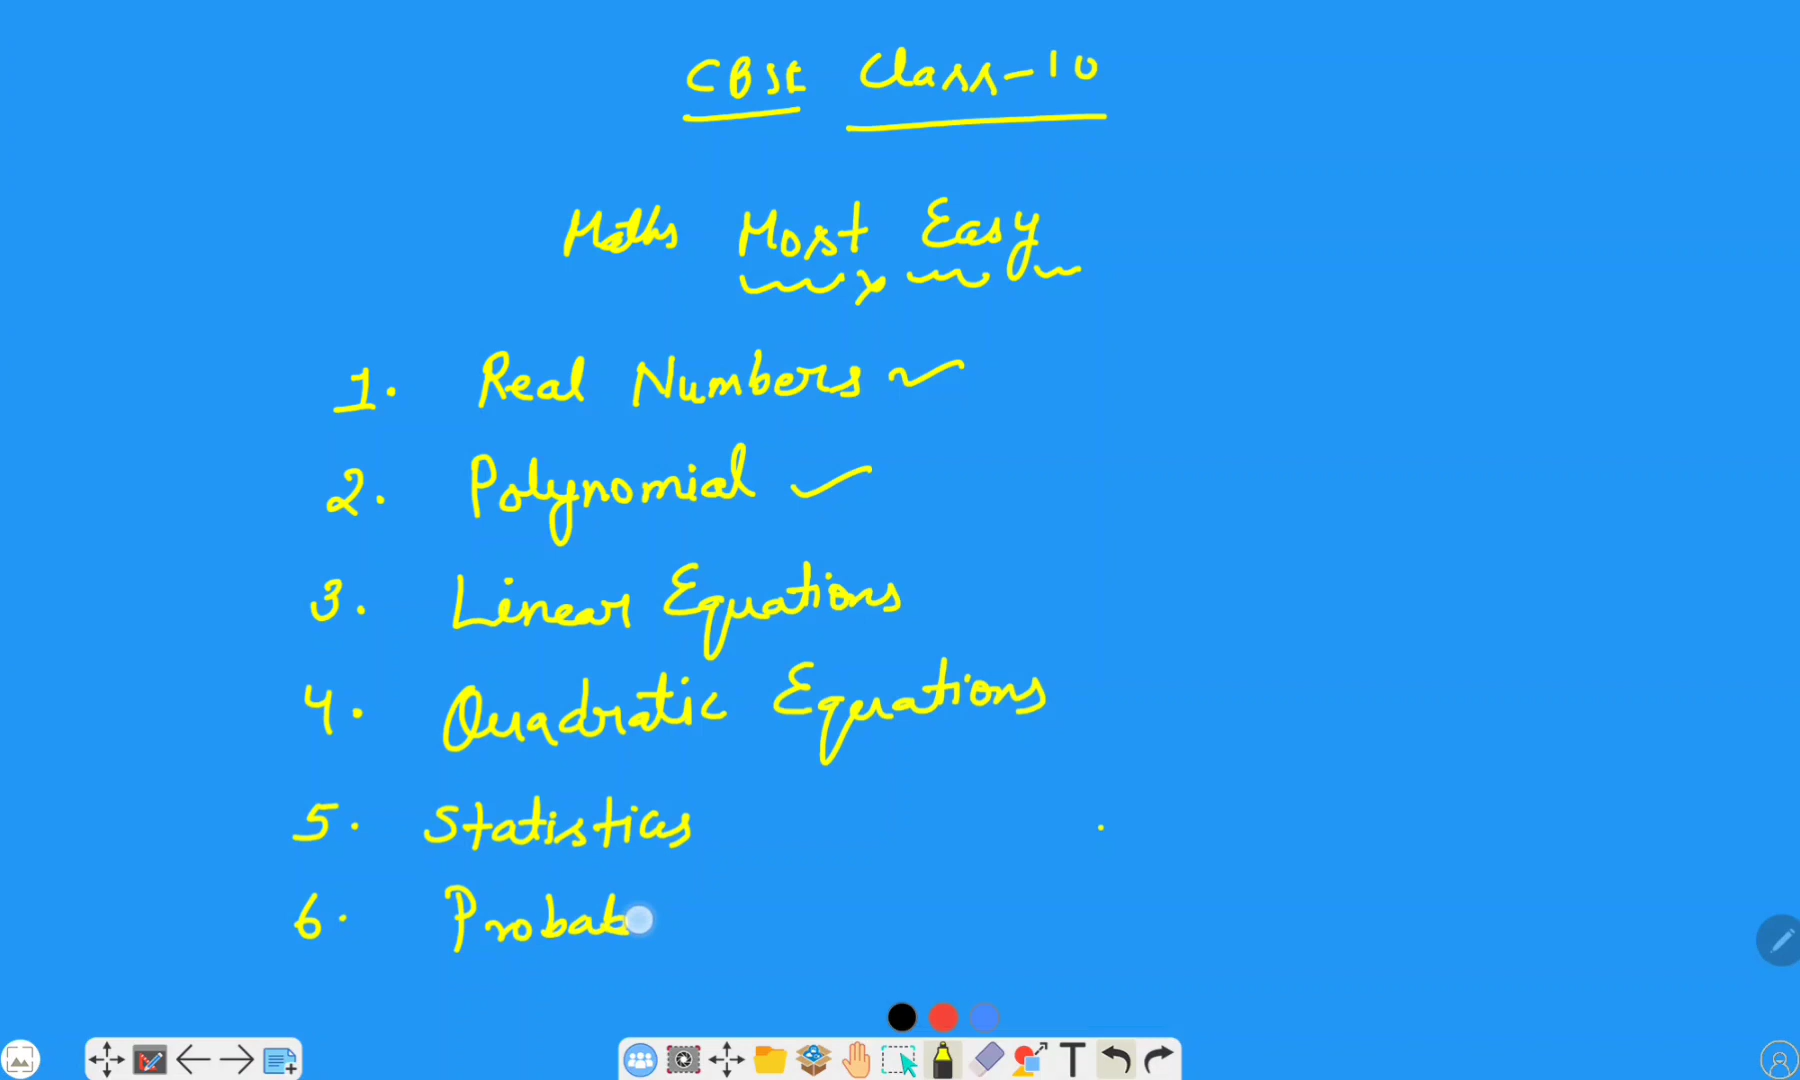 CBSE Class-10
Maths Most Easy
1. Real Numbers
2. Polynomial
3. Linear Equations
4. Quadratic Equations
5. Statistics
6. Probab
T